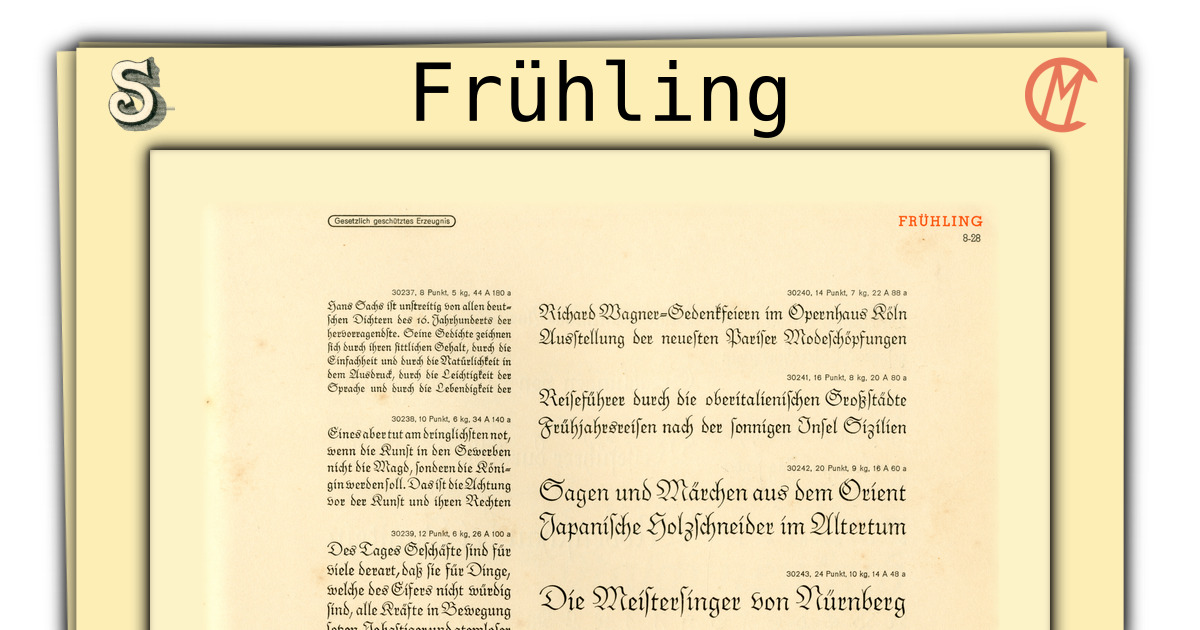 Frühling
Gesetzlich geschütztes Erzeugnis
FRÜHLING
8-28
30237, 8 Punkt, 5 kg, 44 A 180 a
Hans Sachs iſt unſtreitig von allen deut=
ſchen Dichtern des 16. Jahrhunderts der
hervorragendſte. Seine Gedichte zeichnen
ſich durch ihren ſittlichen Gehalt, durch die
Einfachheit und durch die Natürlichkeit in
dem Ausdruck, durch die Leichtigkeit der
Sprache und durch die Lebendigkeit der
30238, 10 Punkt, 6 kg, 34 A 140 a
Eines aber tut am dringlichſten not,
wenn die Kunſt in den Gewerben
nicht die Magd, ſondern die Köni=
gin werden ſoll. Das iſt die Achtung
vor der Kunſt und ihren Rechten
30239, 12 Punkt, 6 kg, 26 A 100 a
Des Tages Geſchäfte ſind für
viele derart, daß ſie für Dinge,
welche des Eifers nicht würdig
ſind, alle Kräfte in Bewegung
30240, 14 Punkt, 7 kg, 22 A 88 a
Richard Wagner=Gedenkfeiern im Opernhaus Köln
Ausſtellung der neueſten Pariſer Modeſchöpfungen
30241, 16 Punkt, 8 kg, 20 A 80 a
Reiſeführer durch die oberitalieniſchen Großſtädte
Frühjahrsreiſen nach der ſonnigen Inſel Sizilien
30242, 20 Punkt, 9 kg, 16 A 60 a
Sagen und Märchen aus dem Orient
Japaniſche Holzſchneider im Altertum
30243, 24 Punkt, 10 kg, 14 A 48 a
Die Meiſterſinger von Nürnberg